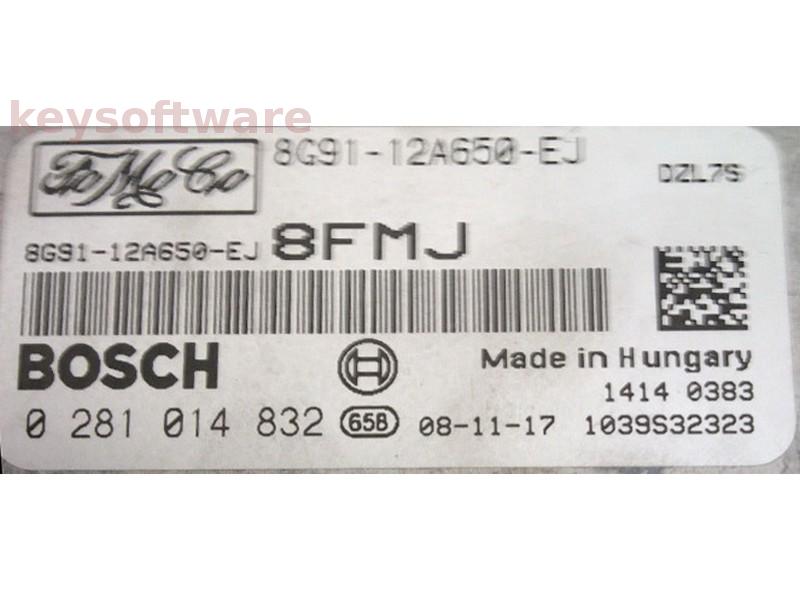 keysoftware
FoMoCo 8G91-12A650-EJ DZL7S
8G91-12A650-EJ 8FMJ
BOSCH Made in Hungary
1414 0383
0 281 014 832 65B 08-11-17 1039S32323